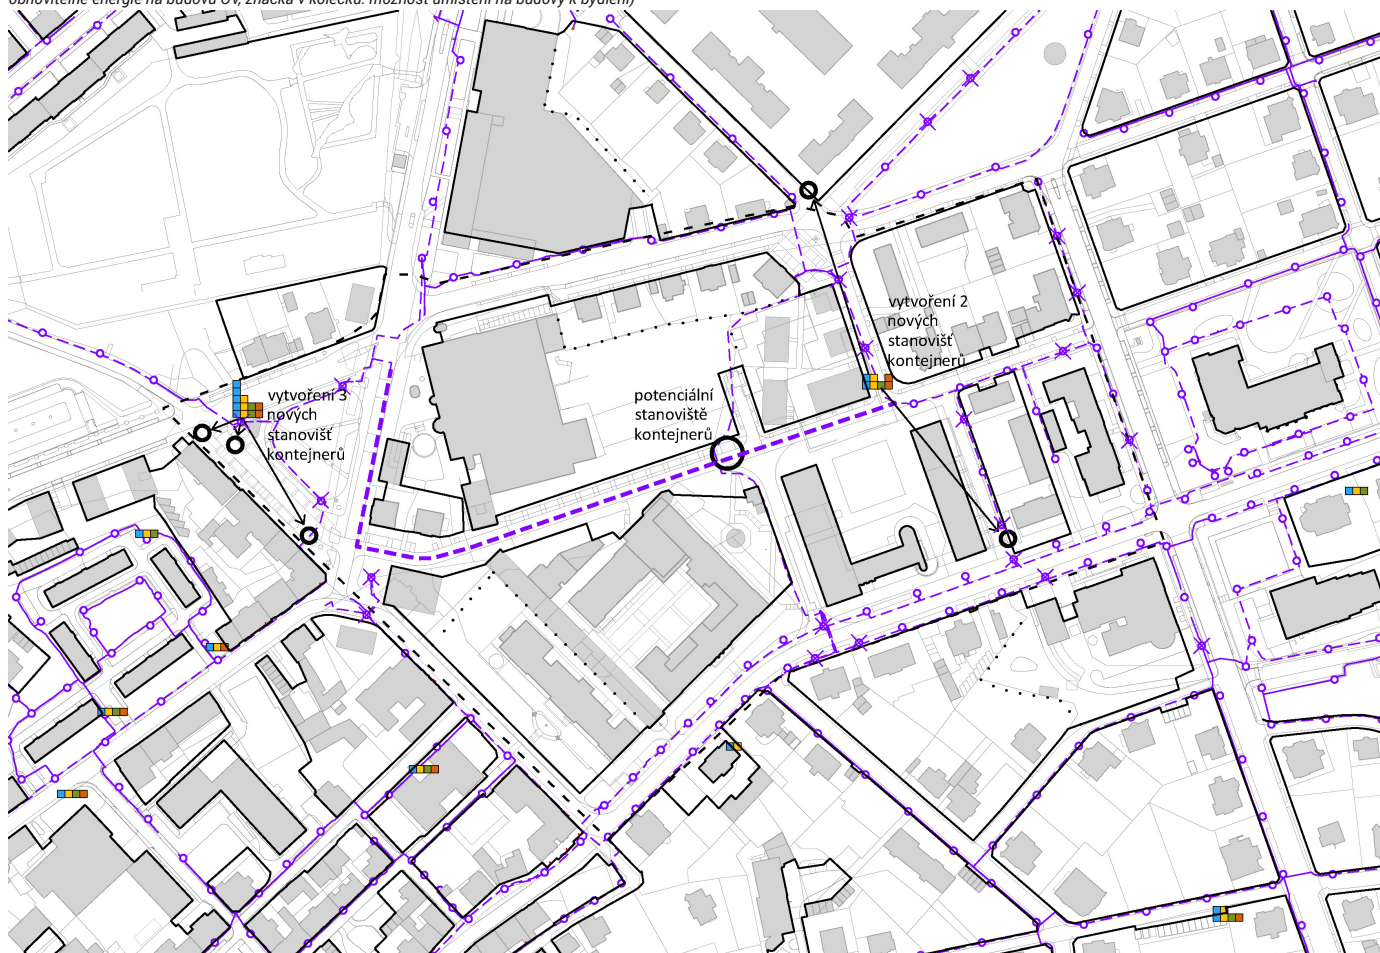 obnovitelné energie na budovu OV, značka v kolečku: možnost umístění na budovy k bydlení)
vytvoření 2
nových
stanovišť
kontejnerů
vytvoření 3
nových
stanovišť
kontejnerů
potenciální
stanoviště
kontejnerů